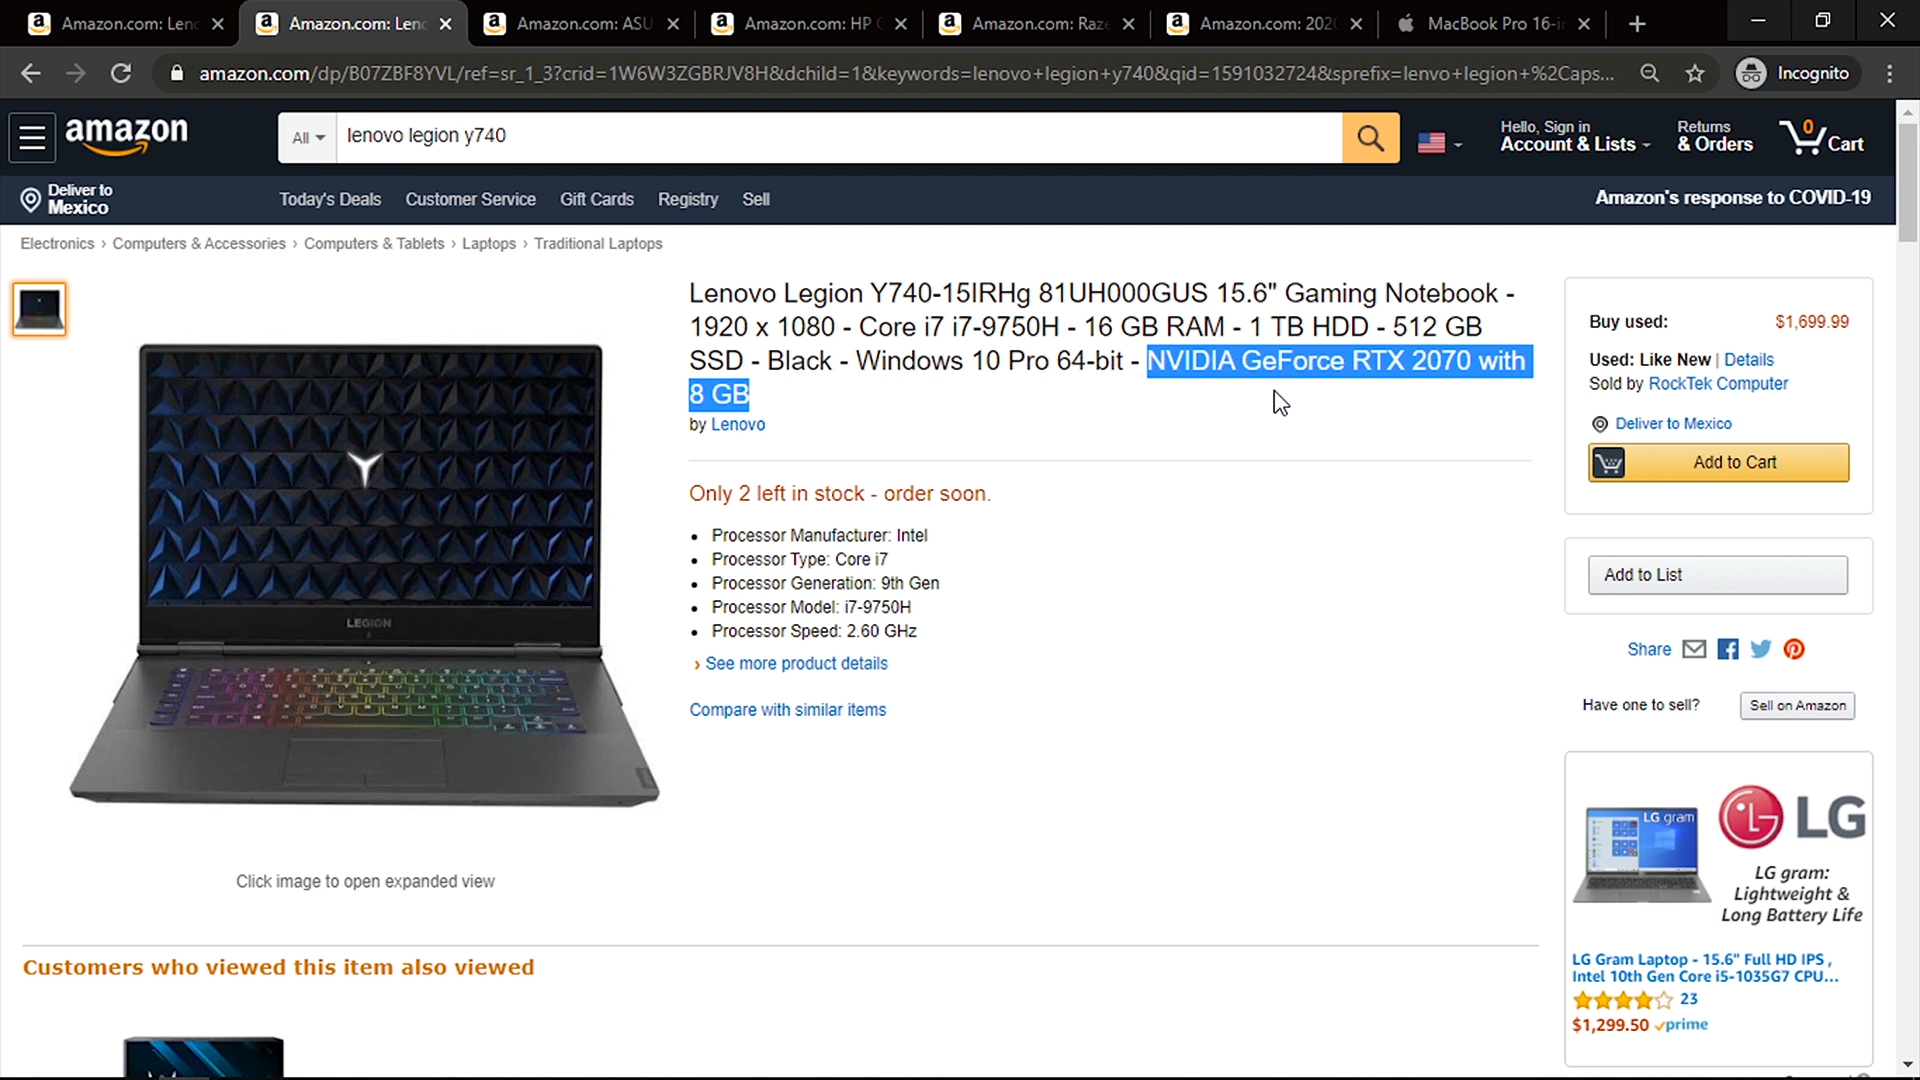 Amazon.com: Len
Amazon.com: Len
Amazon.com: ASU
Amazon.com: HP
Amazon.com: Raze
Amazon.com: 2020
MacBook Pro 16-i
amazon.com/dp/B07ZBF8YVL/ref=sr_1_3?crid=1W6W3ZGBRJV8H&dchild=1&keywords=lenovo+legion+y740&qid=1591032724&sprefix=lenvo+legion+%2Caps...
Incognito
amazon
All
lenovo legion y740
Hello, Sign in
Account & Lists
Returns
& Orders
0
Cart
Deliver to
Mexico
Today's Deals
Customer Service
Gift Cards
Registry
Sell
Amazon's response to COVID-19
Electronics › Computers & Accessories › Computers & Tablets › Laptops › Traditional Laptops
Lenovo Legion Y740-15IRHg 81UH000GUS 15.6" Gaming Notebook -
1920 x 1080 - Core i7 i7-9750H - 16 GB RAM - 1 TB HDD - 512 GB
SSD - Black - Windows 10 Pro 64-bit - NVIDIA GeForce RTX 2070 with
8 GB
by Lenovo
Only 2 left in stock - order soon.
• Processor Manufacturer: Intel
• Processor Type: Core i7
• Processor Generation: 9th Gen
• Processor Model: i7-9750H
• Processor Speed: 2.60 GHz
› See more product details
Compare with similar items
LEGION
Click image to open expanded view
Customers who viewed this item also viewed
Buy used:
$1,699.99
Used: Like New | Details
Sold by RockTek Computer
Deliver to Mexico
Add to Cart
Add to List
Share
Have one to sell?
Sell on Amazon
LG gram
LG
LG gram:
Lightweight &
Long Battery Life
LG Gram Laptop - 15.6" Full HD IPS ,
Intel 10th Gen Core i5-1035G7 CPU...
23
$1,299.50 prime